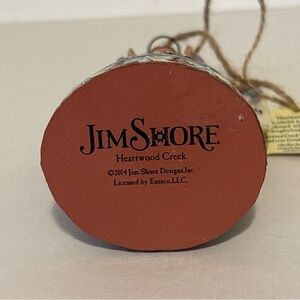 JIM SHORE
Heartwood Creek
©2014 Jim Shore Designs,Inc
Licensed by Enesco,LLC.